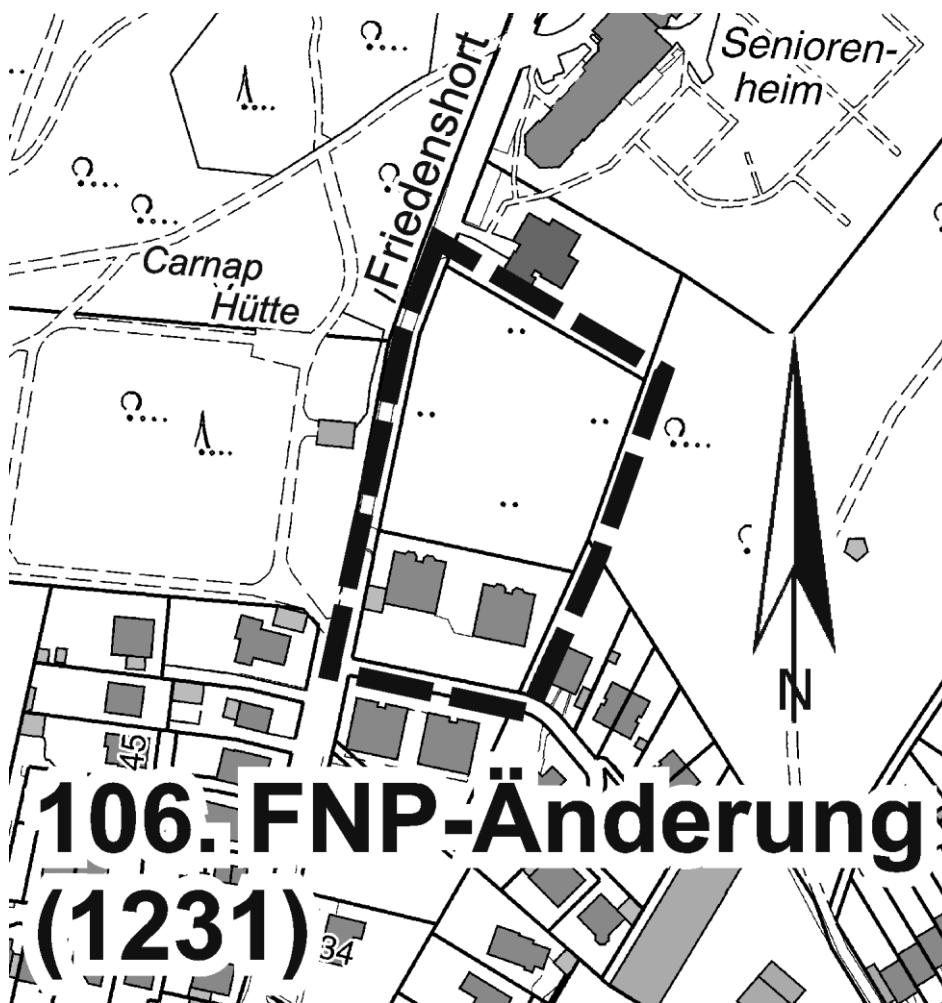 Senioren-
heim
Friedenshort
Carnap
Hütte
N
45
106. FNP-Änderung
(1231)
34